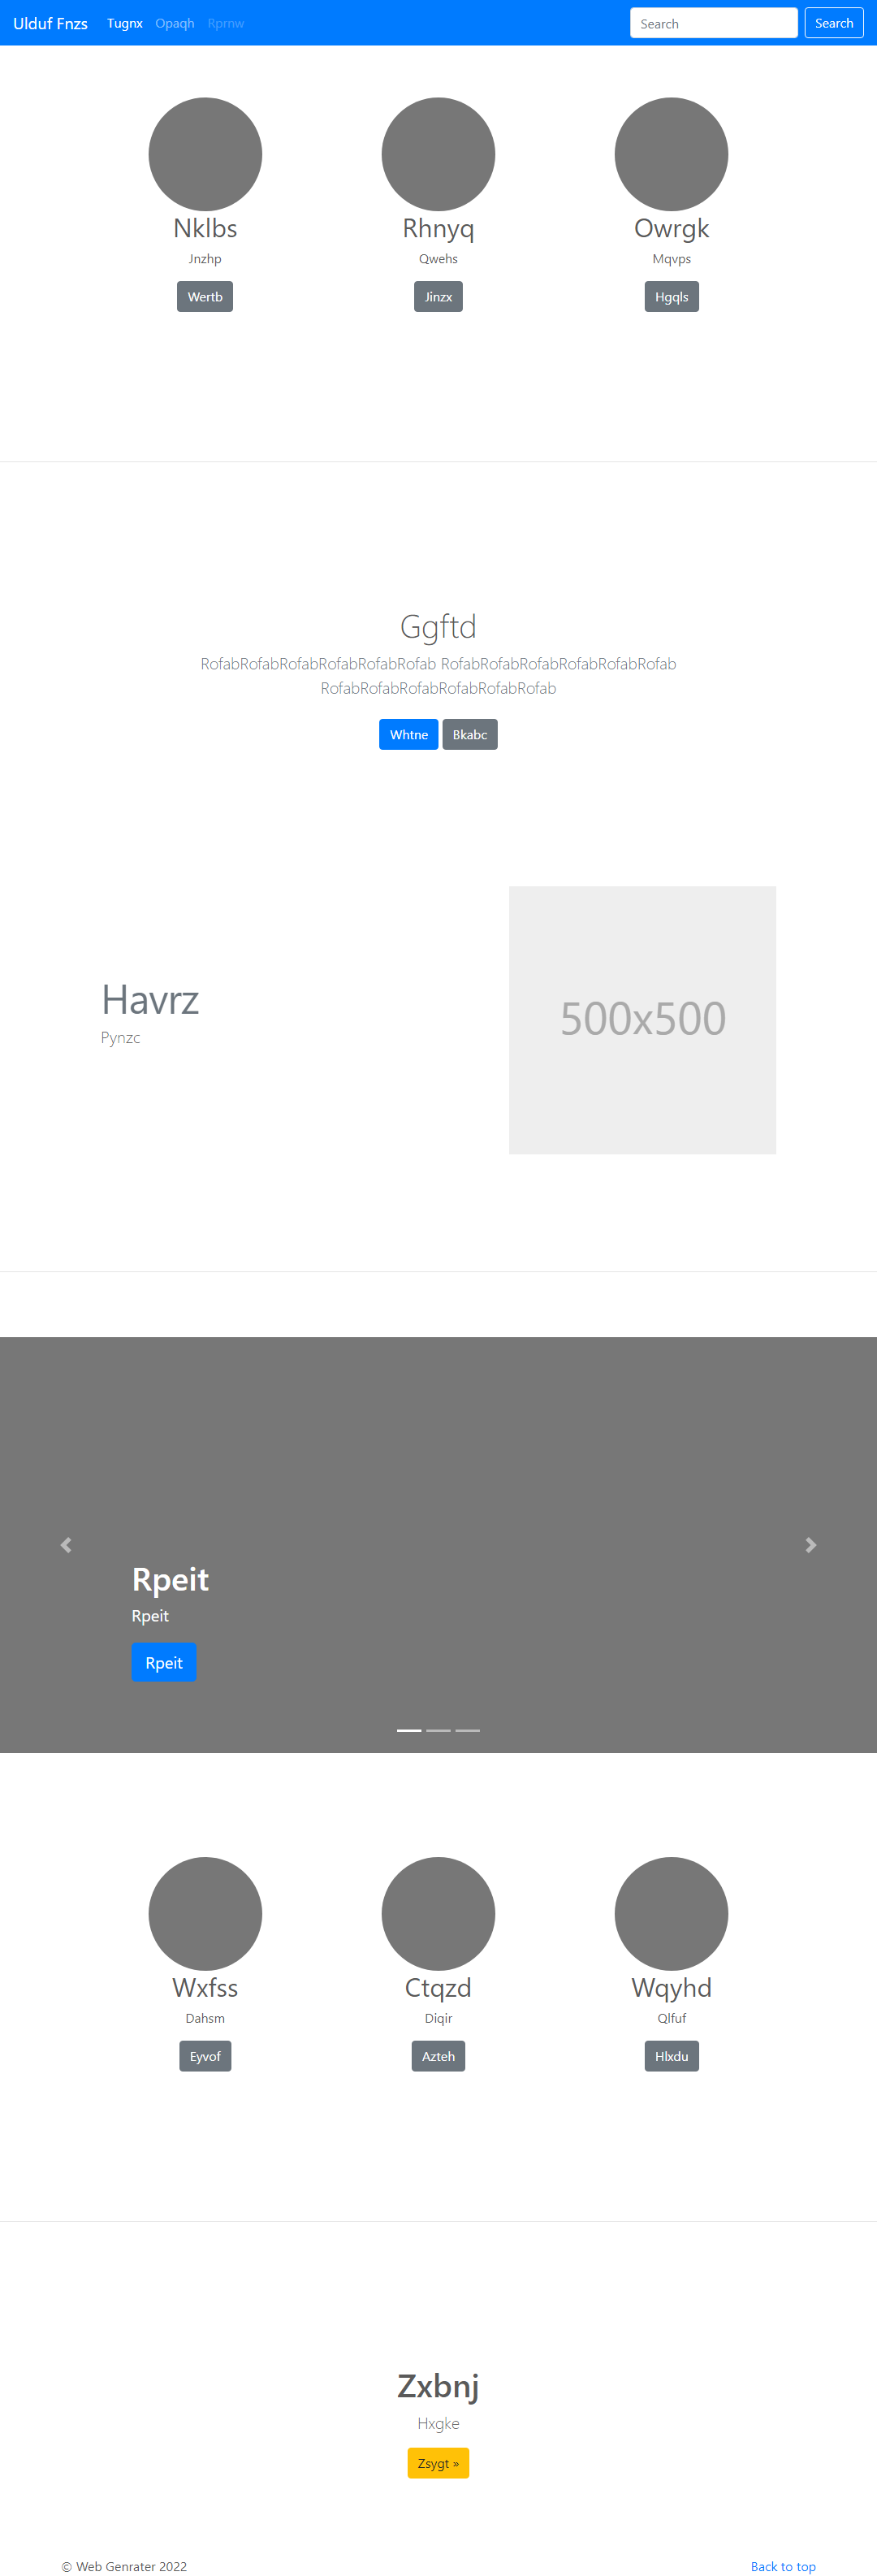 Ulduf Fnzs Tugnx Opaqh Rprnw Search Search
Nklbs Rhnyq Owrgk
Jnzhp Qwehs Mqvps
Wertb Jinzx Hgqls
Ggftd
RofabRofabRofabRofabRofabRofab RofabRofabRofabRofabRofabRofab
RofabRofabRofabRofabRofabRofab
Whtne Bkabc
Havrz
Pynzc
500x500
Rpeit
Rpeit
Rpeit
Wxfss Ctqzd Wqyhd
Dahsm Diqir Qlfuf
Eyvof Azteh Hlxdu
Zxbnj
Hxgke
Zsygt »
© Web Genrater 2022 Back to top